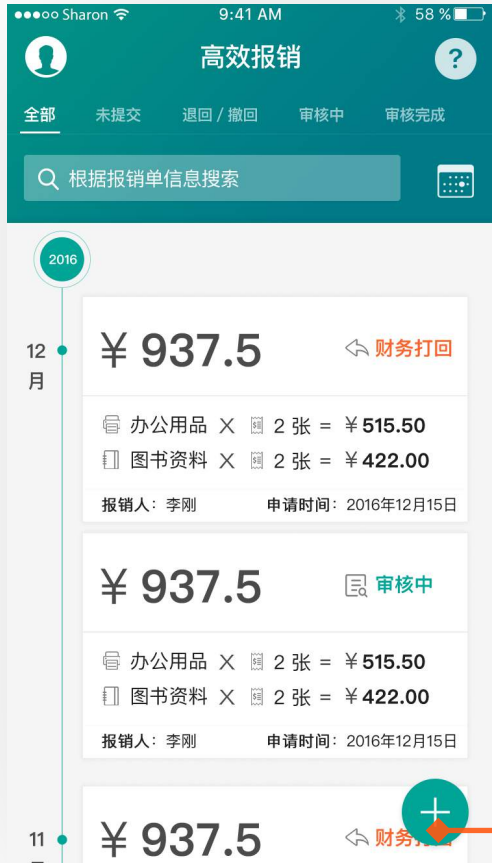 Sharon 9:41 AM 58 %
高效报销 ?
全部 未提交 退回 / 撤回 审核中 审核完成
根据报销单信息搜索
2016
12
月
¥ 937.5 财务打回
办公用品 X 2 张 = ¥ 515.50
图书资料 X 2 张 = ¥ 422.00
报销人：李刚 申请时间：2016年12月15日
¥ 937.5 审核中
办公用品 X 2 张 = ¥ 515.50
图书资料 X 2 张 = ¥ 422.00
报销人：李刚 申请时间：2016年12月15日
11
¥ 937.5 财务